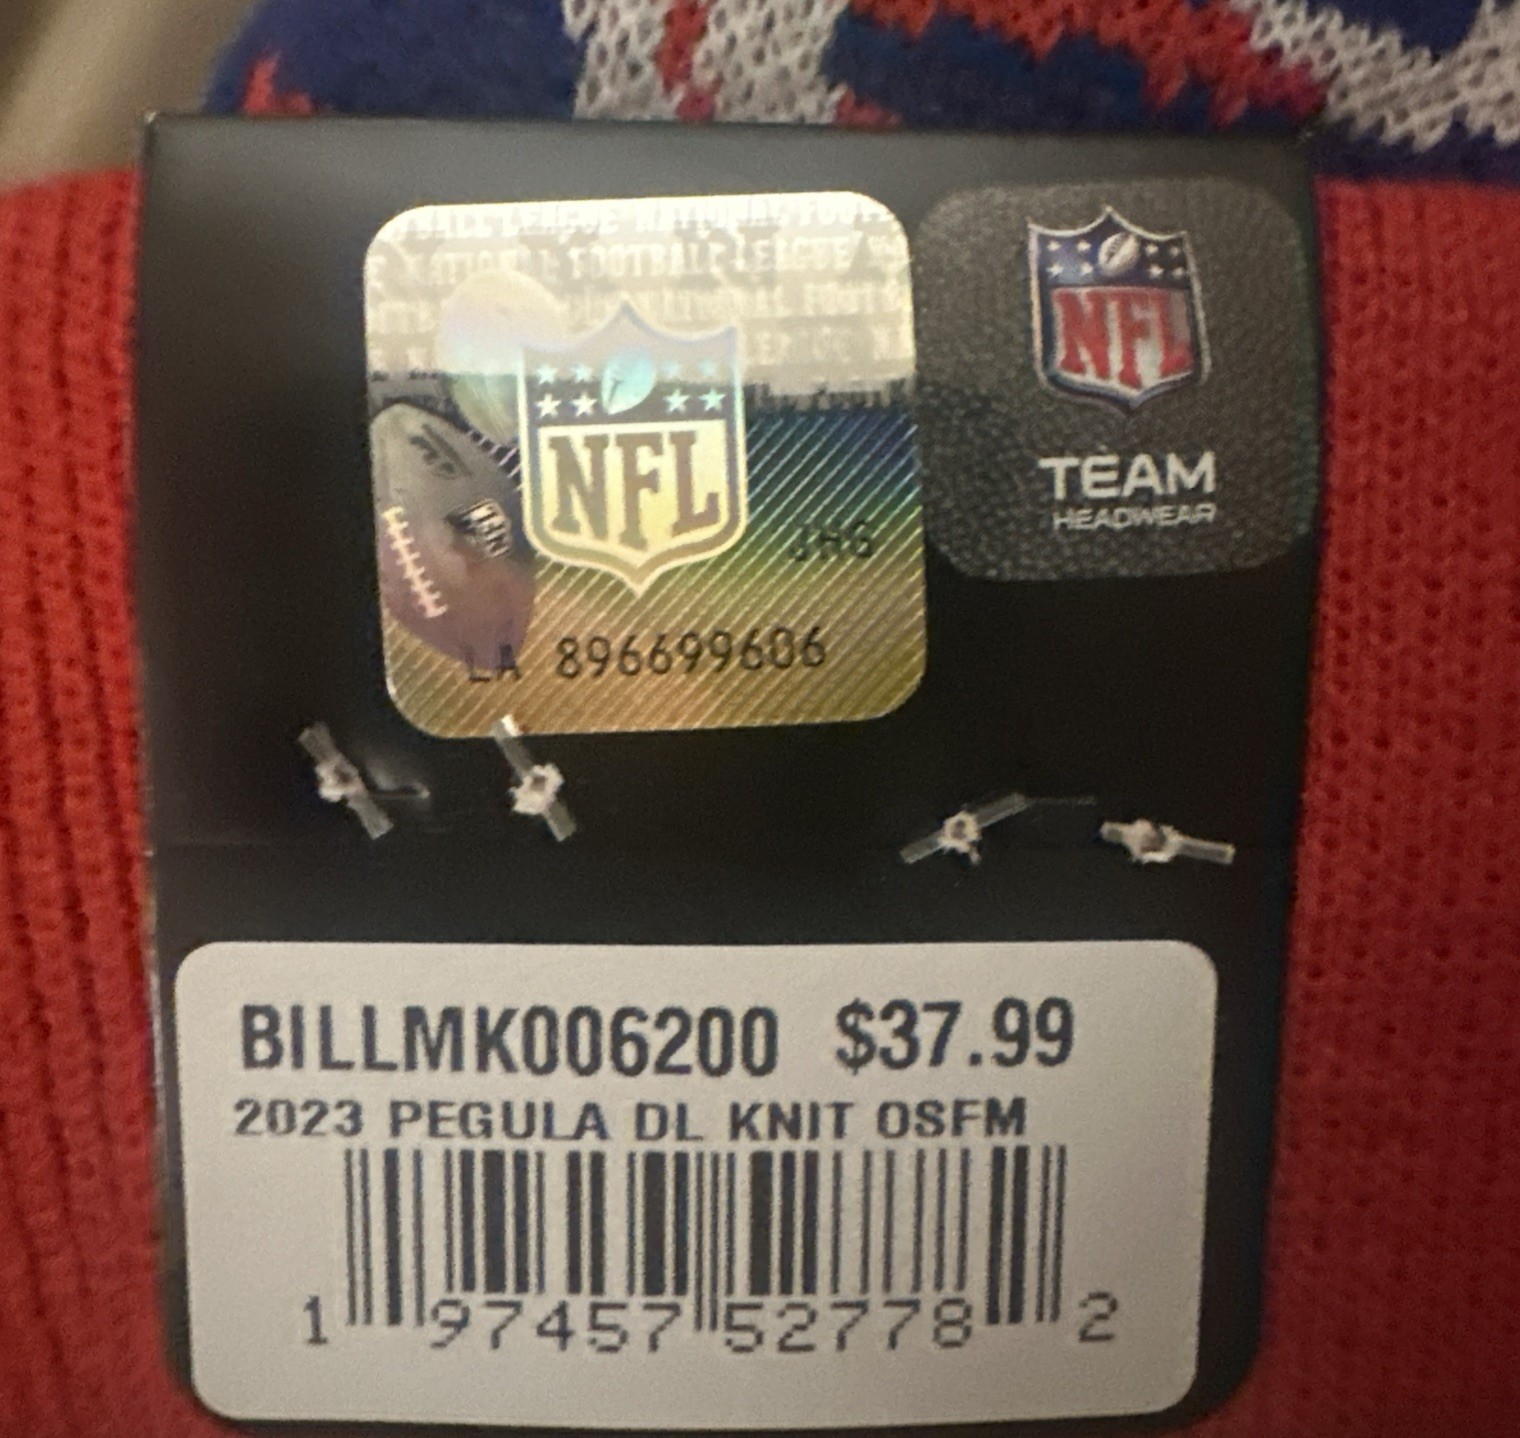 NATIONAL FOOTBALL LEAGUE
NFL
NFL
NFL
TEAM
HEADWEAR
JHG
LA 896699606
BILLMK006200 $37.99
2023 PEGULA DL KNIT OSFM
1 97457 52778 2